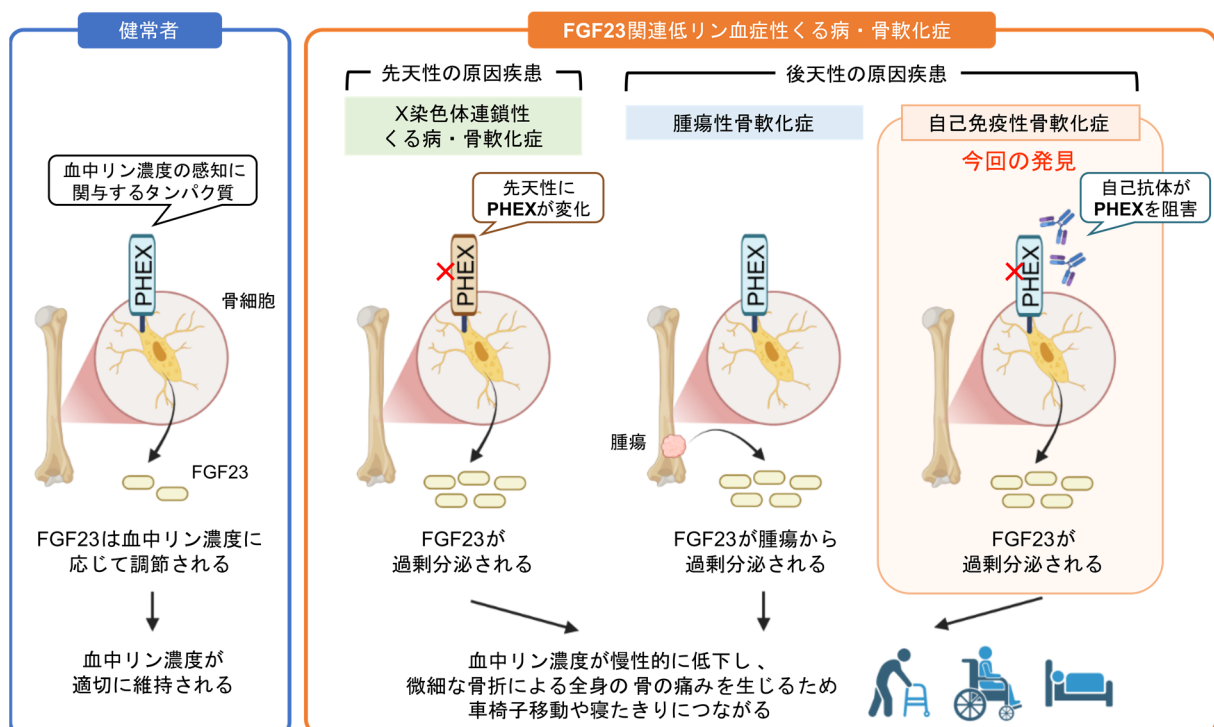 健常者
血中リン濃度の感知に
関与するタンパク質
PHEX
骨細胞
FGF23
FGF23は血中リン濃度に
応じて調節される
血中リン濃度が
適切に維持される
FGF23関連低リン血症性くる病・骨軟化症
先天性の原因疾患
X染色体連鎖性
くる病・骨軟化症
先天性に
PHEXが変化
PHEX
FGF23が
過剰分泌される
後天性の原因疾患
腫瘍性骨軟化症
PHEX
腫瘍
FGF23が腫瘍から
過剰分泌される
自己免疫性骨軟化症
今回の発見
自己抗体が
PHEXを阻害
PHEX
FGF23が
過剰分泌される
血中リン濃度が慢性的に低下し、
微細な骨折による全身の骨の痛みを生じるため
車椅子移動や寝たきりにつながる